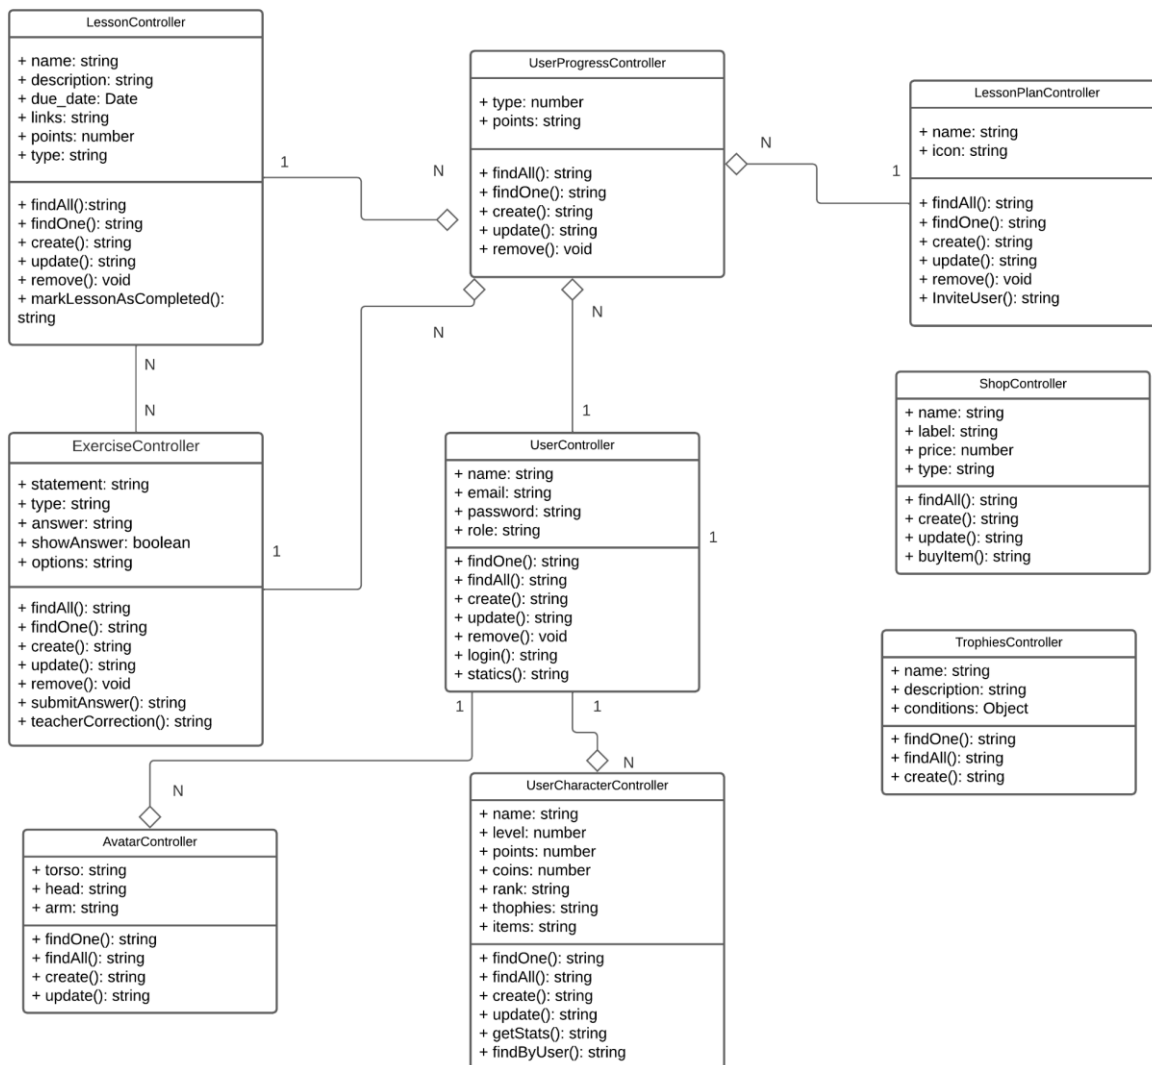 LessonController
+ name: string
+ description: string
+ due_date: Date
+ links: string
+ points: number
+ type: string
+ findAll():string
+ findOne(): string
+ create(): string
+ update(): string
+ remove(): void
+ markLessonAsCompleted():
string
1
N
UserProgressController
+ type: number
+ points: string
+ findAll(): string
+ findOne(): string
+ create(): string
+ update(): string
+ remove(): void
N
1
LessonPlanController
+ name: string
+ icon: string
+ findAll(): string
+ findOne(): string
+ create(): string
+ update(): string
+ remove(): void
+ InviteUser(): string
N
N
N
N
1
ExerciseController
+ statement: string
+ type: string
+ answer: string
+ showAnswer: boolean
+ options: string
+ findAll(): string
+ findOne(): string
+ create(): string
+ update(): string
+ remove(): void
+ submitAnswer(): string
+ teacherCorrection(): string
1
UserController
+ name: string
+ email: string
+ password: string
+ role: string
+ findOne(): string
+ findAll(): string
+ create(): string
+ update(): string
+ remove(): void
+ login(): string
+ statics(): string
1
ShopController
+ name: string
+ label: string
+ price: number
+ type: string
+ findAll(): string
+ create(): string
+ update(): string
+ buyItem(): string
TrophiesController
+ name: string
+ description: string
+ conditions: Object
+ findOne(): string
+ findAll(): string
+ create(): string
1
1
N
N
AvatarController
+ torso: string
+ head: string
+ arm: string
+ findOne(): string
+ findAll(): string
+ create(): string
+ update(): string
UserCharacterController
+ name: string
+ level: number
+ points: number
+ coins: number
+ rank: string
+ thophies: string
+ items: string
+ findOne(): string
+ findAll(): string
+ create(): string
+ update(): string
+ getStats(): string
+ findByUser(): string